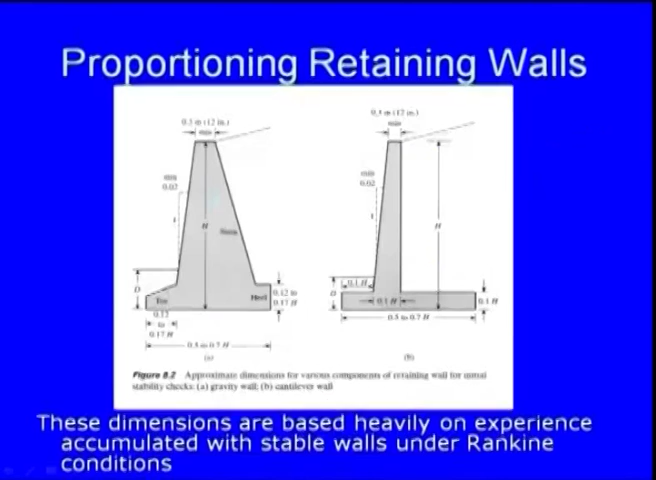 Proportioning Retaining Walls
0.3 m (12 in.)
min
0.3 m (12 in.)
min
min
0.02
min
0.02
1
1
H
H
Stem
D
Toe
Heel
0.12 to
0.17 H
D
0.1 H
0.1 H
0.1 H
0.12
to
0.17 H
0.5 to 0.7 H
0.5 to 0.7 H
(a)
(b)
Figure 8.2 Approximate dimensions for various components of retaining wall for initial
stability checks: (a) gravity wall; (b) cantilever wall
These dimensions are based heavily on experience
accumulated with stable walls under Rankine
conditions